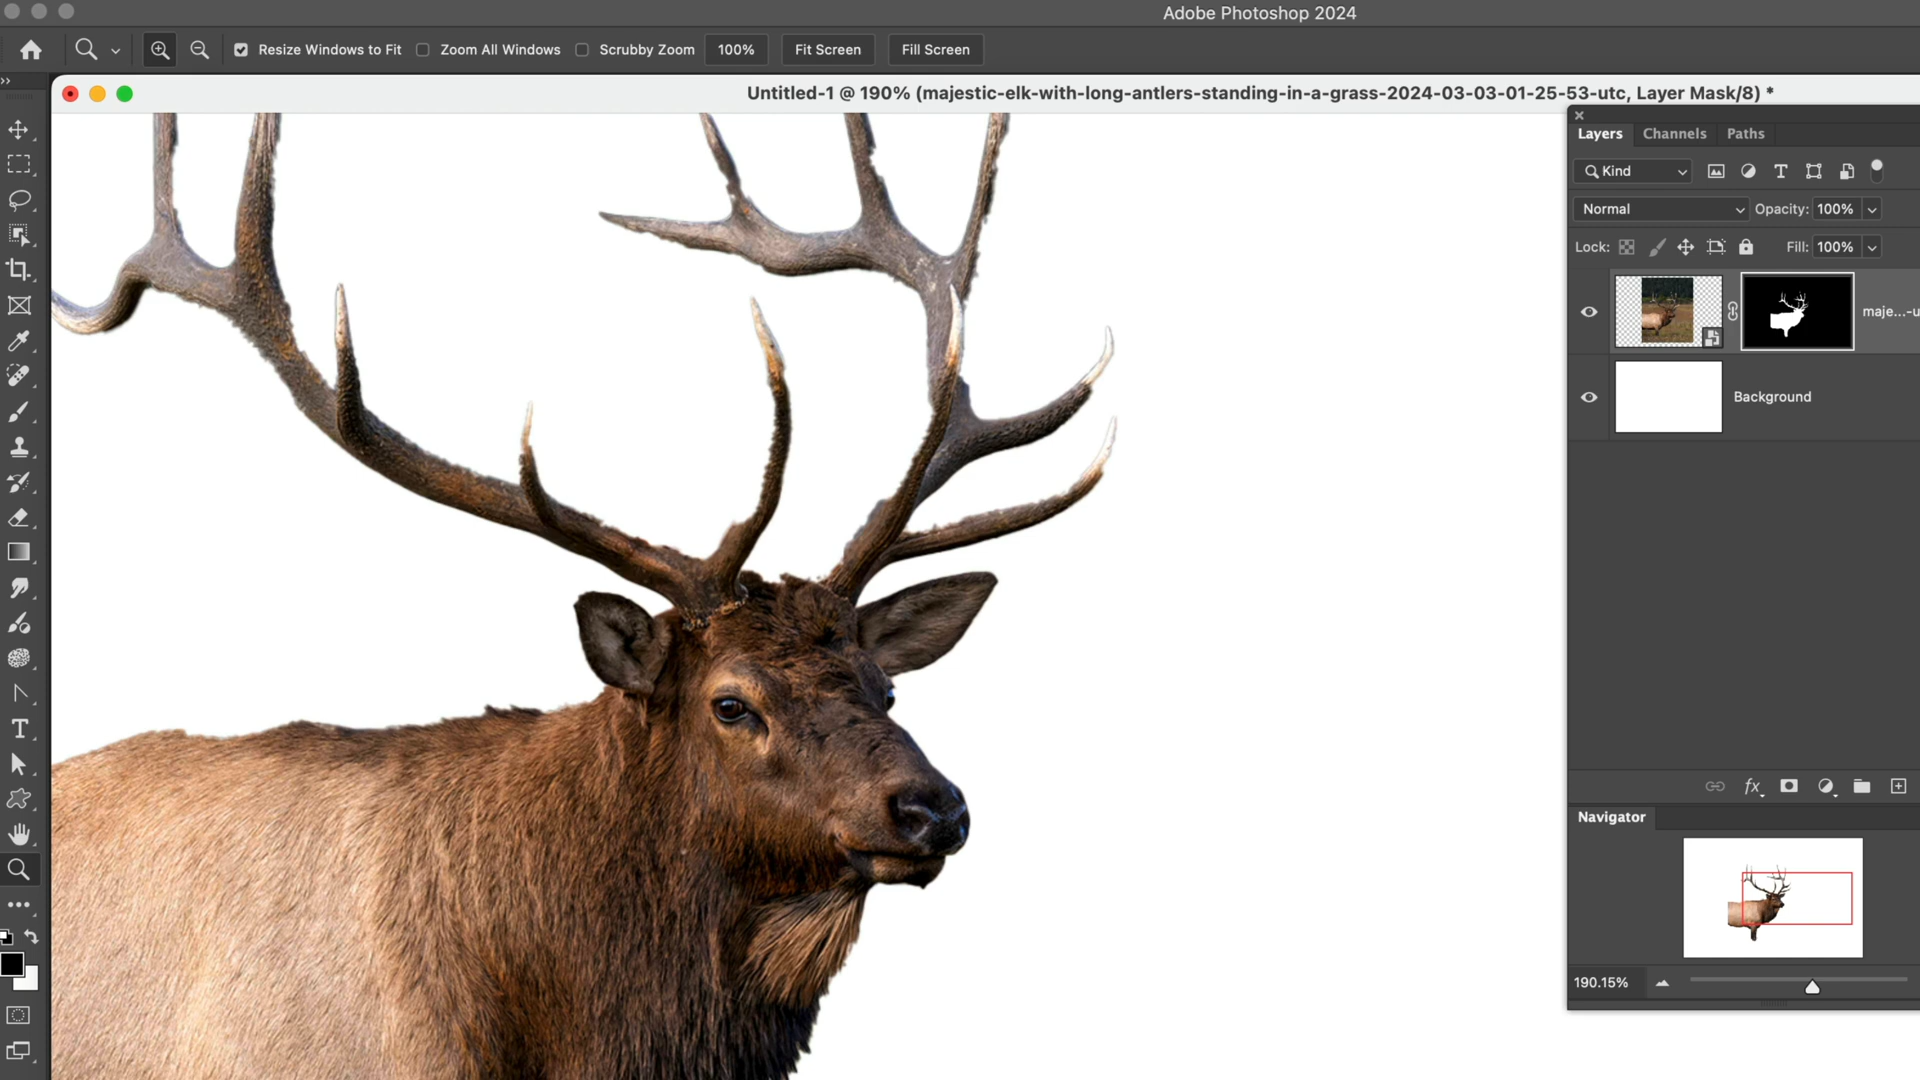 Adobe Photoshop 2024
Resize Windows to Fit Zoom All Windows Scrubby Zoom 100% Fit Screen Fill Screen
Untitled-1 @ 190% (majestic-elk-with-long-antlers-standing-in-a-grass-2024-03-03-01-25-53-utc, Layer Mask/8) *
Layers Channels Paths
Kind
Normal Opacity: 100%
Lock: Fill: 100%
maje...-u
Background
fx
Navigator
190.15%